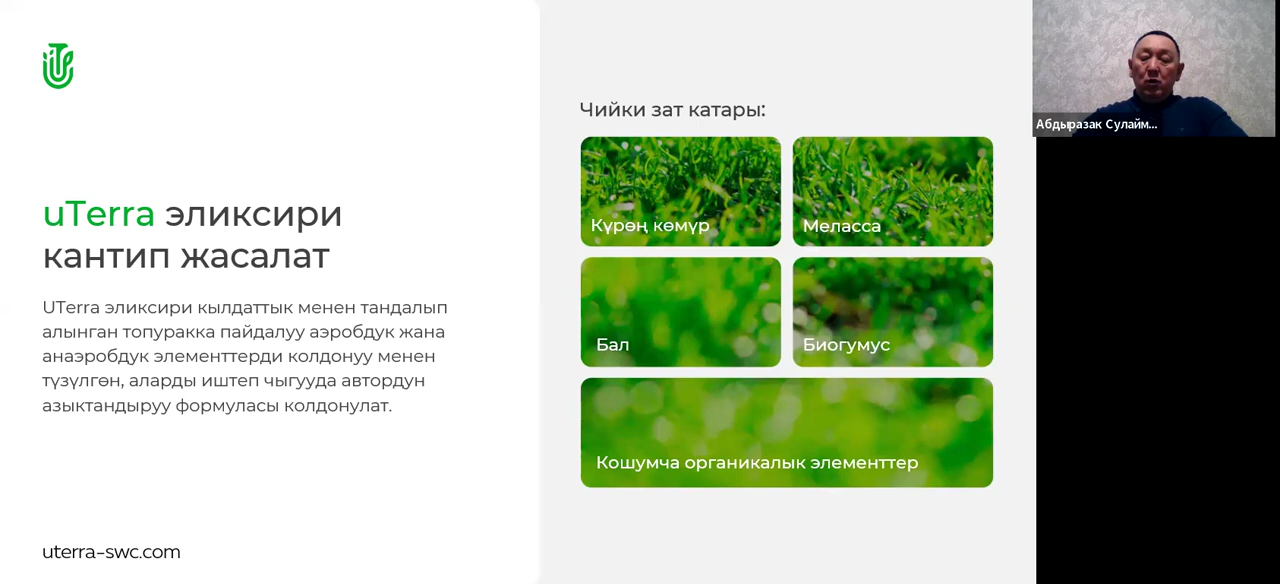 uTerra эликсири
кантип жасалат
UTerra эликсири кылдаттык менен тандалып
алынган топуракка пайдалуу аэробдук жана
анаэробдук элементтерди колдонуу менен
түзүлгөн, аларды иштеп чыгууда автордун
азыктандыруу формуласы колдонулат.
uterra-swc.com
Чийки зат катары:
Күрөң көмүр
Меласса
Бал
Биогумус
Кошумча органикалык элементтер
Абдыразак Сулайм...